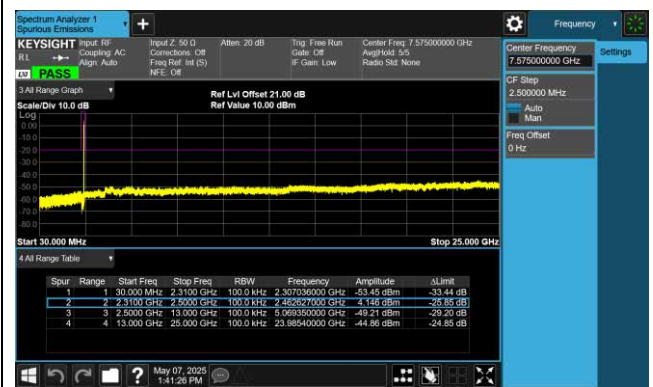 Spectrum Analyzer 1
Spurious Emissions
+
Frequency
KEYSIGHT
RL
LXI PASS
Input: RF
Coupling: AC
Align: Auto
Input Z: 50 Ω
Corrections: Off
Freq Ref: Int (S)
NFE: Off
Atten: 20 dB
Trig: Free Run
Gate: Off
IF Gain: Low
Center Freq: 7.575000000 GHz
Avg|Hold: 5/5
Radio Std: None
Center Frequency
7.575000000 GHz
Settings
CF Step
2.500000 MHz
Auto
Man
Freq Offset
0 Hz
3 All Range Graph
Scale/Div 10.0 dB
Ref Lvl Offset 21.00 dB
Ref Value 10.00 dBm
Log
0.00
-10.0
-20.0
-30.0
-40.0
-50.0
-60.0
-70.0
-80.0
Start 30.000 MHz
Stop 25.000 GHz
4 All Range Table
Spur Range Start Freq Stop Freq RBW Frequency Amplitude ΔLimit
1 1 30.000 MHz 2.3100 GHz 100.0 kHz 2.307036000 GHz -53.45 dBm -33.44 dB
2 2 2.3100 GHz 2.5000 GHz 100.0 kHz 2.462627000 GHz 4.146 dBm -25.85 dB
3 3 2.5000 GHz 13.000 GHz 100.0 kHz 5.069350000 GHz -49.21 dBm -29.20 dB
4 4 13.000 GHz 25.000 GHz 100.0 kHz 23.98540000 GHz -44.86 dBm -24.85 dB
?
May 07, 2025
1:41:26 PM